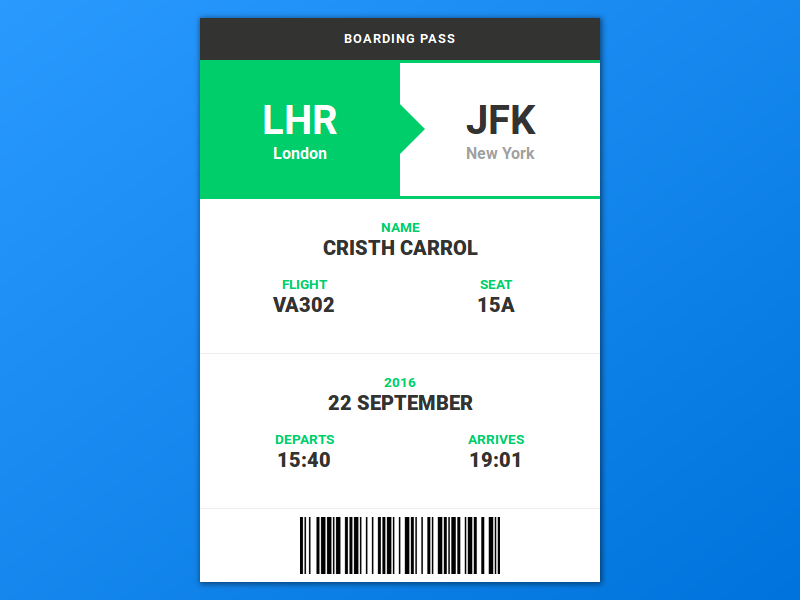 BOARDING PASS
LHR
London
JFK
New York
NAME
CRISTH CARROL
FLIGHT
VA302
SEAT
15A
2016
22 SEPTEMBER
DEPARTS
15:40
ARRIVES
19:01